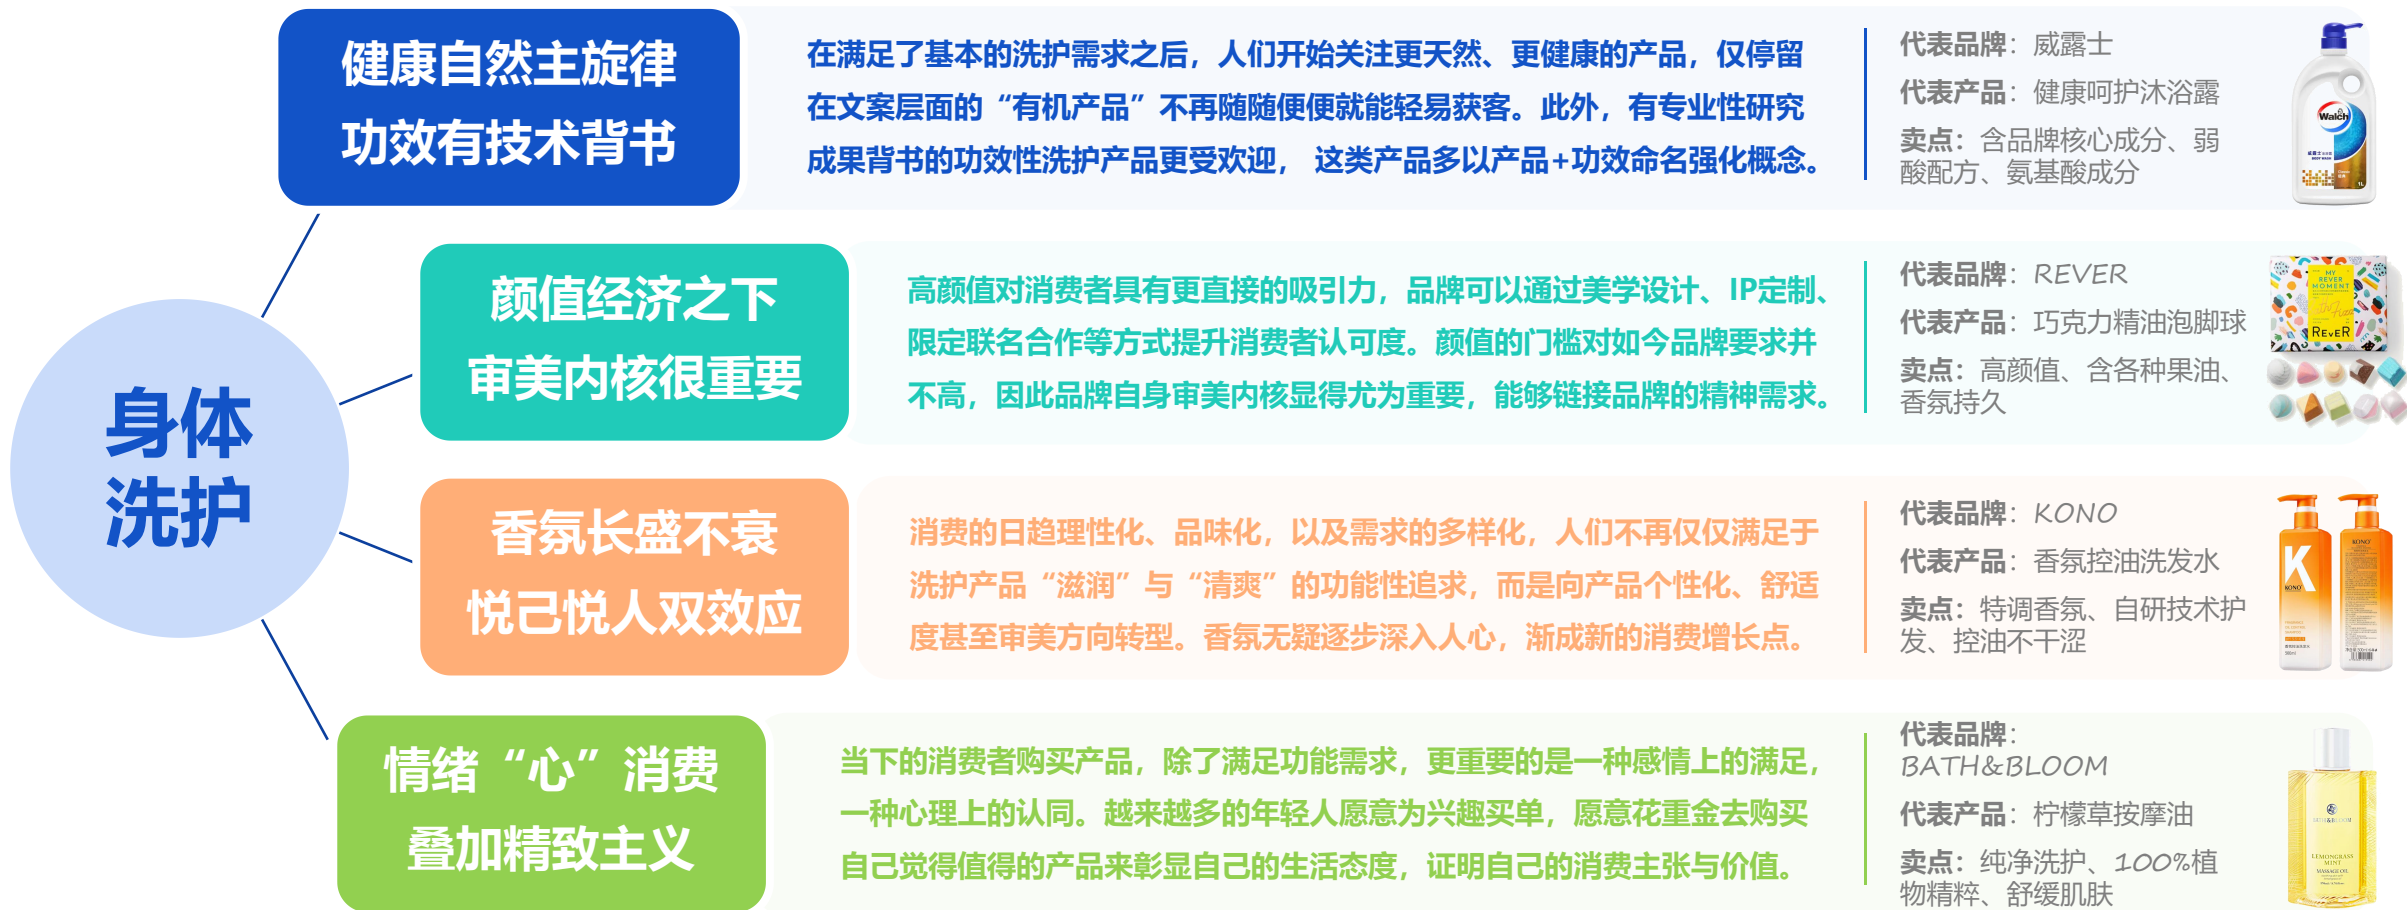 身体
洗护
健康自然主旋律
功效有技术背书
在满足了基本的洗护需求之后，人们开始关注更天然、更健康的产品，仅停留
在文案层面的“有机产品”不再随随便便就能轻易获客。此外，有专业性研究
成果背书的功效性洗护产品更受欢迎， 这类产品多以产品+功效命名强化概念。
代表品牌：威露士
代表产品：健康呵护沐浴露
卖点：含品牌核心成分、弱
酸配方、氨基酸成分
Walch
威露士
BODY WASH
1L
颜值经济之下
审美内核很重要
高颜值对消费者具有更直接的吸引力，品牌可以通过美学设计、IP定制、
限定联名合作等方式提升消费者认可度。颜值的门槛对如今品牌要求并
不高，因此品牌自身审美内核显得尤为重要，能够链接品牌的精神需求。
代表品牌：REVER
代表产品：巧克力精油泡脚球
卖点：高颜值、含各种果油、
香氛持久
MY
REVER
MOMENT
REVER
香氛长盛不衰
悦己悦人双效应
消费的日趋理性化、品味化，以及需求的多样化，人们不再仅仅满足于
洗护产品“滋润”与“清爽”的功能性追求，而是向产品个性化、舒适
度甚至审美方向转型。香氛无疑逐步深入人心，渐成新的消费增长点。
代表品牌：KONO
代表产品：香氛控油洗发水
卖点：特调香氛、自研技术护
发、控油不干涩
K
KONO
KONO
情绪“心”消费
叠加精致主义
当下的消费者购买产品，除了满足功能需求，更重要的是一种感情上的满足，
一种心理上的认同。越来越多的年轻人愿意为兴趣买单，愿意花重金去购买
自己觉得值得的产品来彰显自己的生活态度，证明自己的消费主张与价值。
代表品牌：
BATH&BLOOM
代表产品：柠檬草按摩油
卖点：纯净洗护、100%植
物精粹、舒缓肌肤
BATH&BLOOM
LEMONGRASS
MINT
MASSAGE OIL